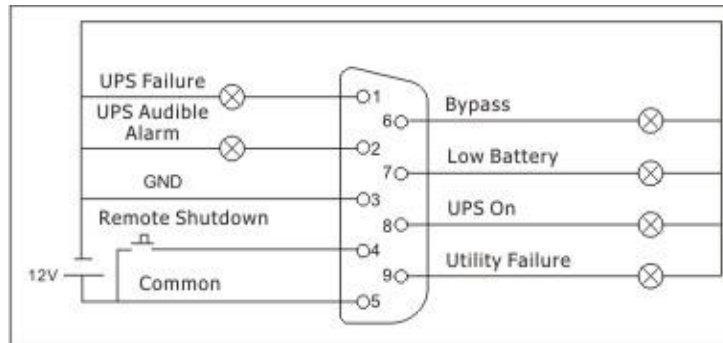 UPS Failure
1
UPS Audible
Alarm
2
GND
3
Remote Shutdown
4
12V
Common
5
6
Bypass
7
Low Battery
8
UPS On
9
Utility Failure